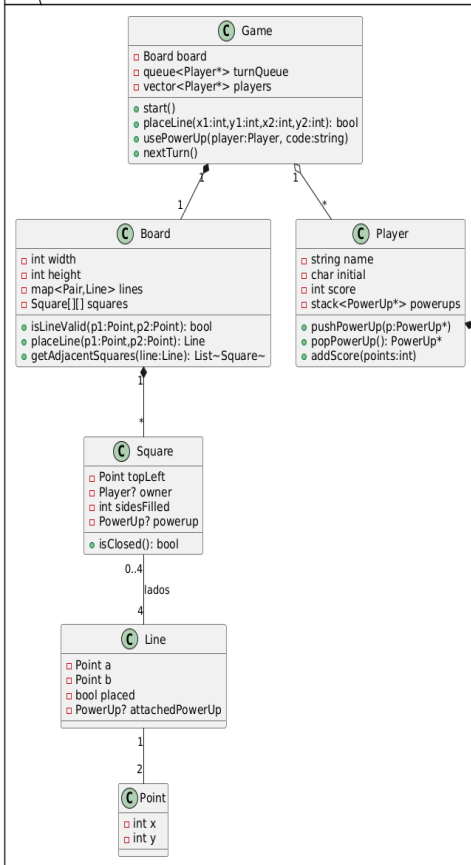 C Game
Board board
queue<Player*> turnQueue
vector<Player*> players
start()
placeLine(x1:int,y1:int,x2:int,y2:int): bool
usePowerUp(player:Player, code:string)
nextTurn()
1
1
1
*
C Board
int width
int height
map<Pair,Line> lines
Square[][] squares
isLineValid(p1:Point,p2:Point): bool
placeLine(p1:Point,p2:Point): Line
getAdjacentSquares(line:Line): List~Square~
C Player
string name
char initial
int score
stack<PowerUp*> powerups
pushPowerUp(p:PowerUp*)
popPowerUp(): PowerUp*
addScore(points:int)
1
*
C Square
Point topLeft
Player? owner
int sidesFilled
PowerUp? powerup
isClosed(): bool
0..4
lados
4
C Line
Point a
Point b
bool placed
PowerUp? attachedPowerUp
1
2
C Point
int x
int y